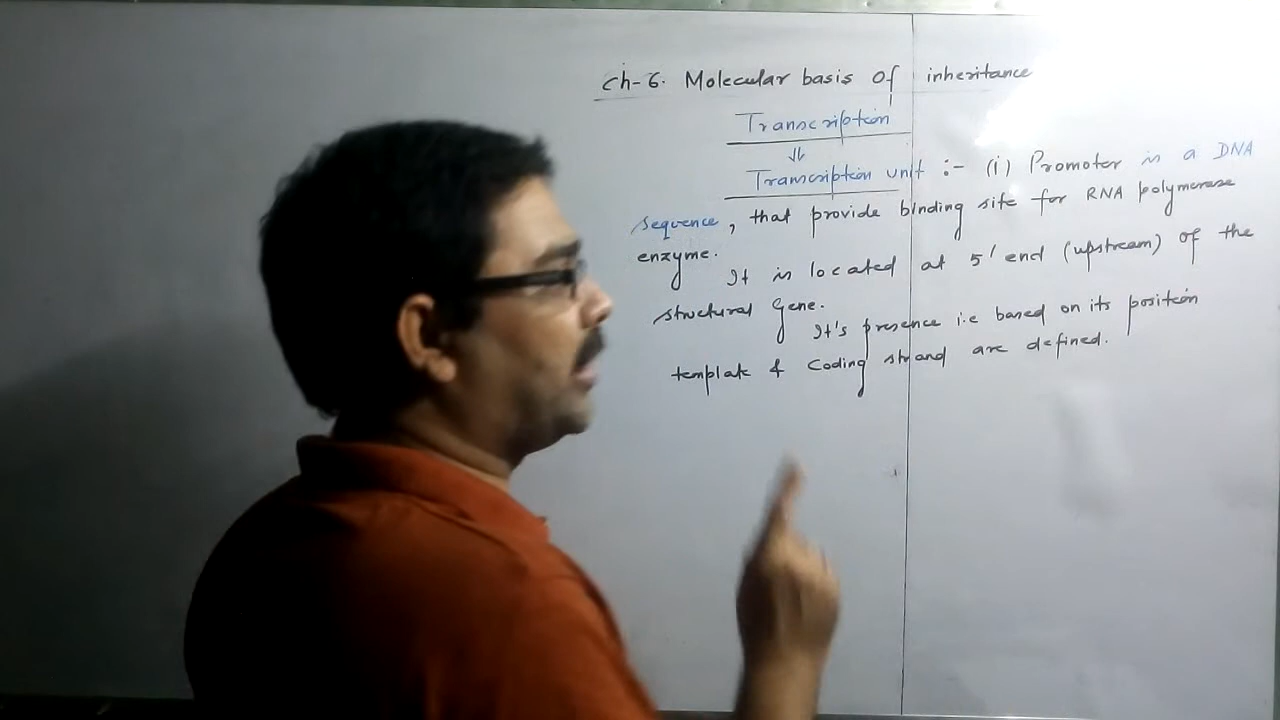 Ch-6. Molecular basis of inheritance
Transcription
⇓
Transcription unit :- (i) Promoter is a DNA
sequence, that provide binding site for RNA polymerase
enzyme.
It is located at 5' end (upstream) of the
structural Gene.
It's presence i.e based on its position
template & Coding strand are defined.